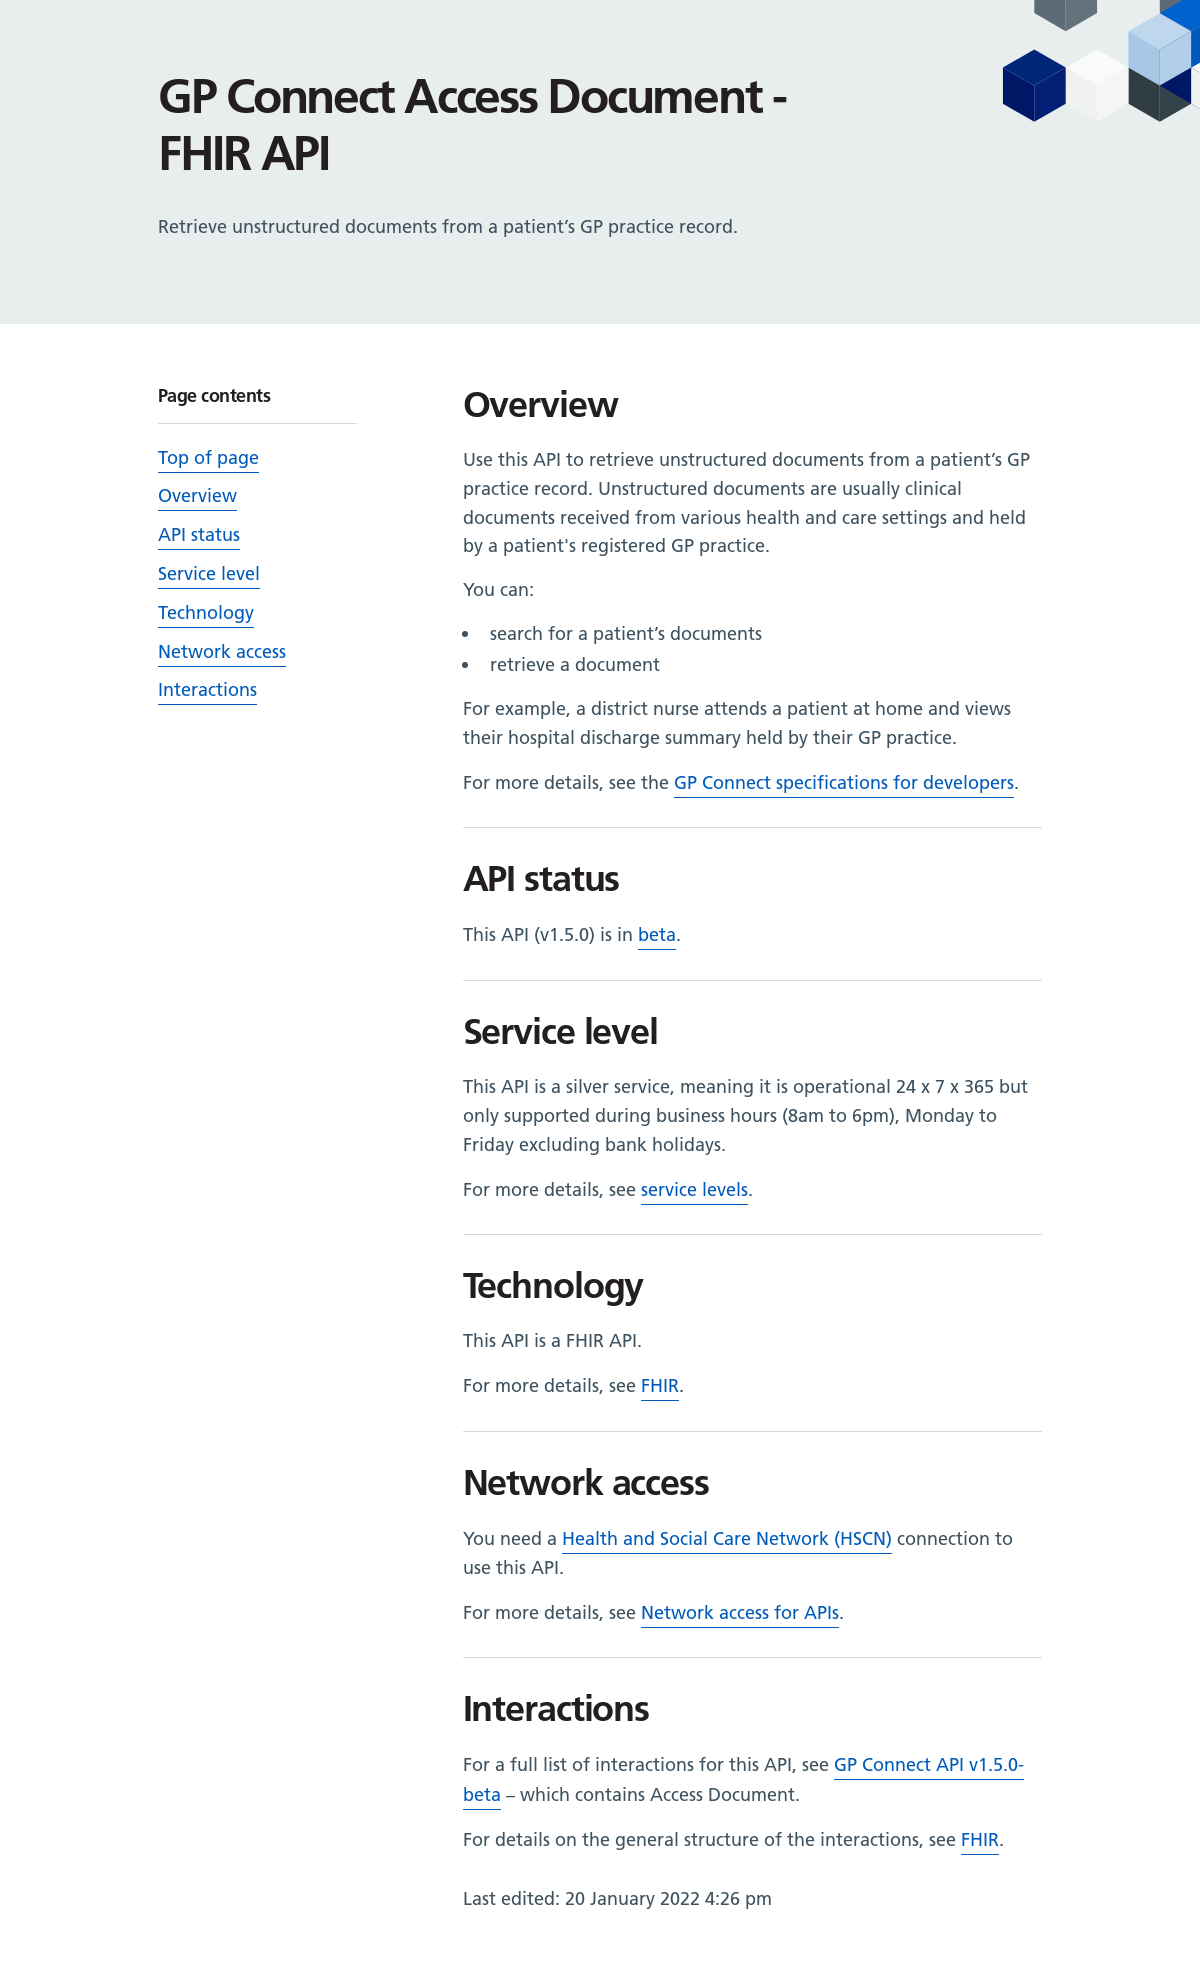 GP Connect Access Document -
FHIR API
Retrieve unstructured documents from a patient’s GP practice record.
Page contents
Top of page
Overview
API status
Service level
Technology
Network access
Interactions
Overview
Use this API to retrieve unstructured documents from a patient’s GP
practice record. Unstructured documents are usually clinical
documents received from various health and care settings and held
by a patient's registered GP practice.
You can:
• search for a patient’s documents
• retrieve a document
For example, a district nurse attends a patient at home and views
their hospital discharge summary held by their GP practice.
For more details, see the GP Connect specifications for developers.
API status
This API (v1.5.0) is in beta.
Service level
This API is a silver service, meaning it is operational 24 x 7 x 365 but
only supported during business hours (8am to 6pm), Monday to
Friday excluding bank holidays.
For more details, see service levels.
Technology
This API is a FHIR API.
For more details, see FHIR.
Network access
You need a Health and Social Care Network (HSCN) connection to
use this API.
For more details, see Network access for APIs.
Interactions
For a full list of interactions for this API, see GP Connect API v1.5.0-
beta – which contains Access Document.
For details on the general structure of the interactions, see FHIR.
Last edited: 20 January 2022 4:26 pm